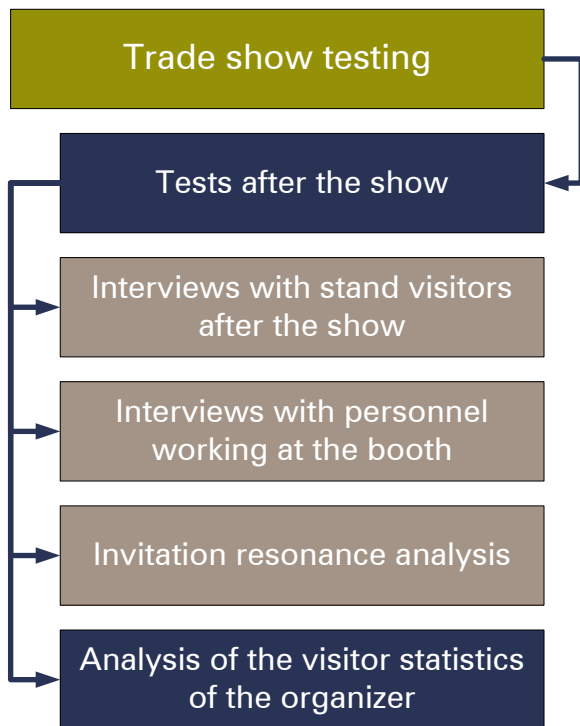 Trade show testing
Tests after the show
Interviews with stand visitors
after the show
Interviews with personnel
working at the booth
Invitation resonance analysis
Analysis of the visitor statistics
of the organizer